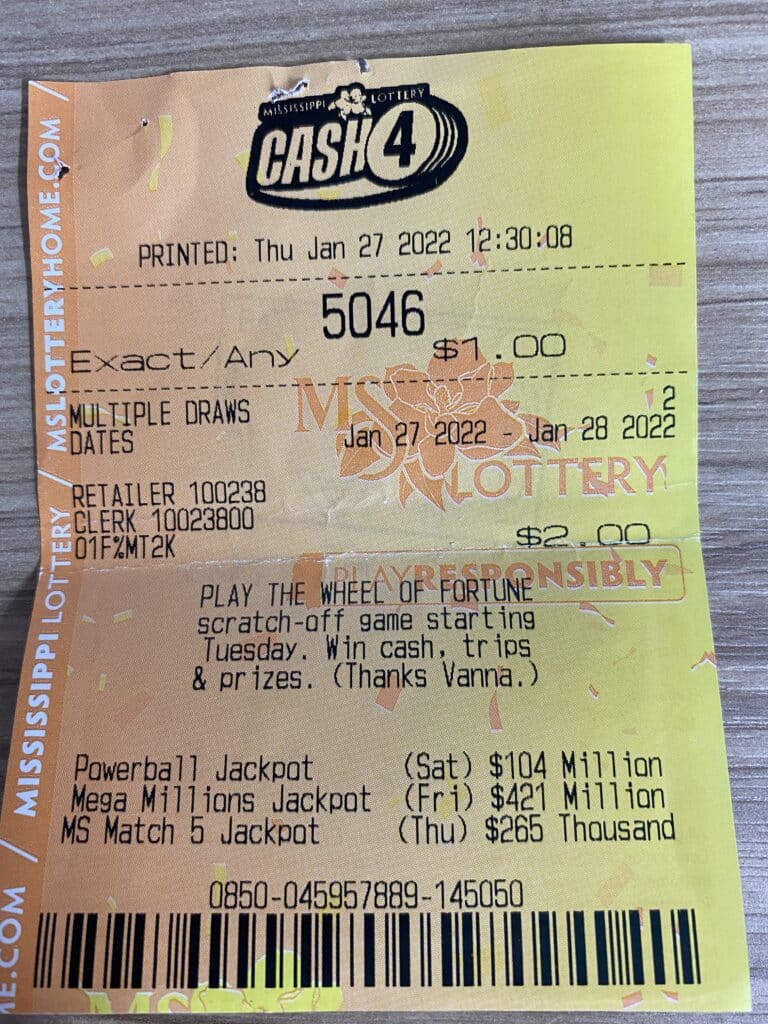 MISSISSIPPI LOTTERY
CASH 4
PRINTED: Thu Jan 27 2022 12:30:08
5046
Exact/Any $1.00
MULTIPLE DRAWS 2
DATES Jan 27 2022 - Jan 28 2022
MS LOTTERY
RETAILER 100238
CLERK 10023800
01F%MT2K $2.00
PLAY RESPONSIBLY
PLAY THE WHEEL OF FORTUNE
scratch-off game starting
Tuesday. Win cash, trips
& prizes. (Thanks Vanna.)
Powerball Jackpot (Sat) $104 Million
Mega Millions Jackpot (Fri) $421 Million
MS Match 5 Jackpot (Thu) $265 Thousand
0850-045957889-145050
MS
E.COM / MISSISSIPPI LOTTERY / MSLOTTERYHOME.COM /